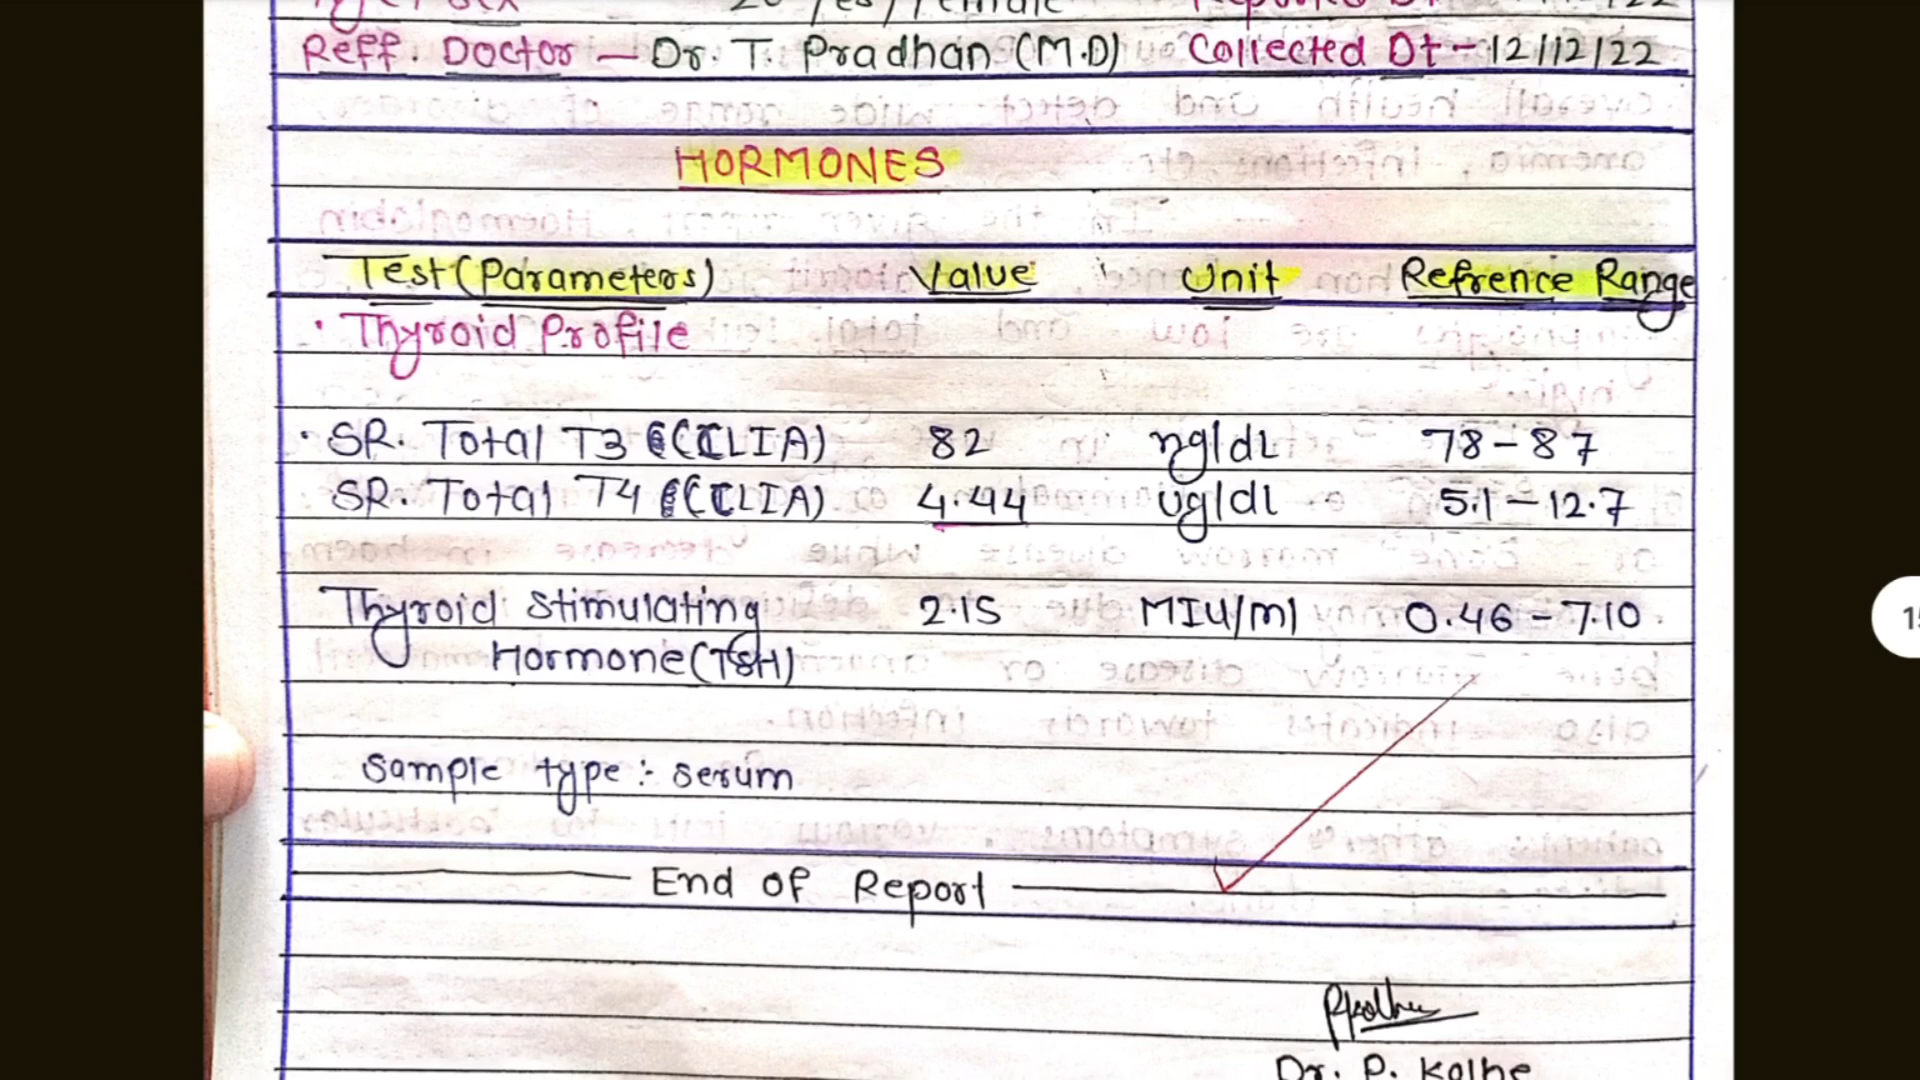 Reff. Doctor — Dr. T. Pradhan (M.D) Collected Dt - 12/12/22
HORMONES
Test (Parameters) Value Unit Refrence Range
· Thyroid Profile
· SR. Total T3 (CLIA) 82 ng/dL 78-87
SR. Total T4 (CLIA) 4.44 ug/dl 5.1-12.7
Thyroid Stimulating 2.15 MIU/ml 0.46 - 7.10
Hormone (TSH)
Sample type :- serum
End of Report
Dr. P. Kolhe